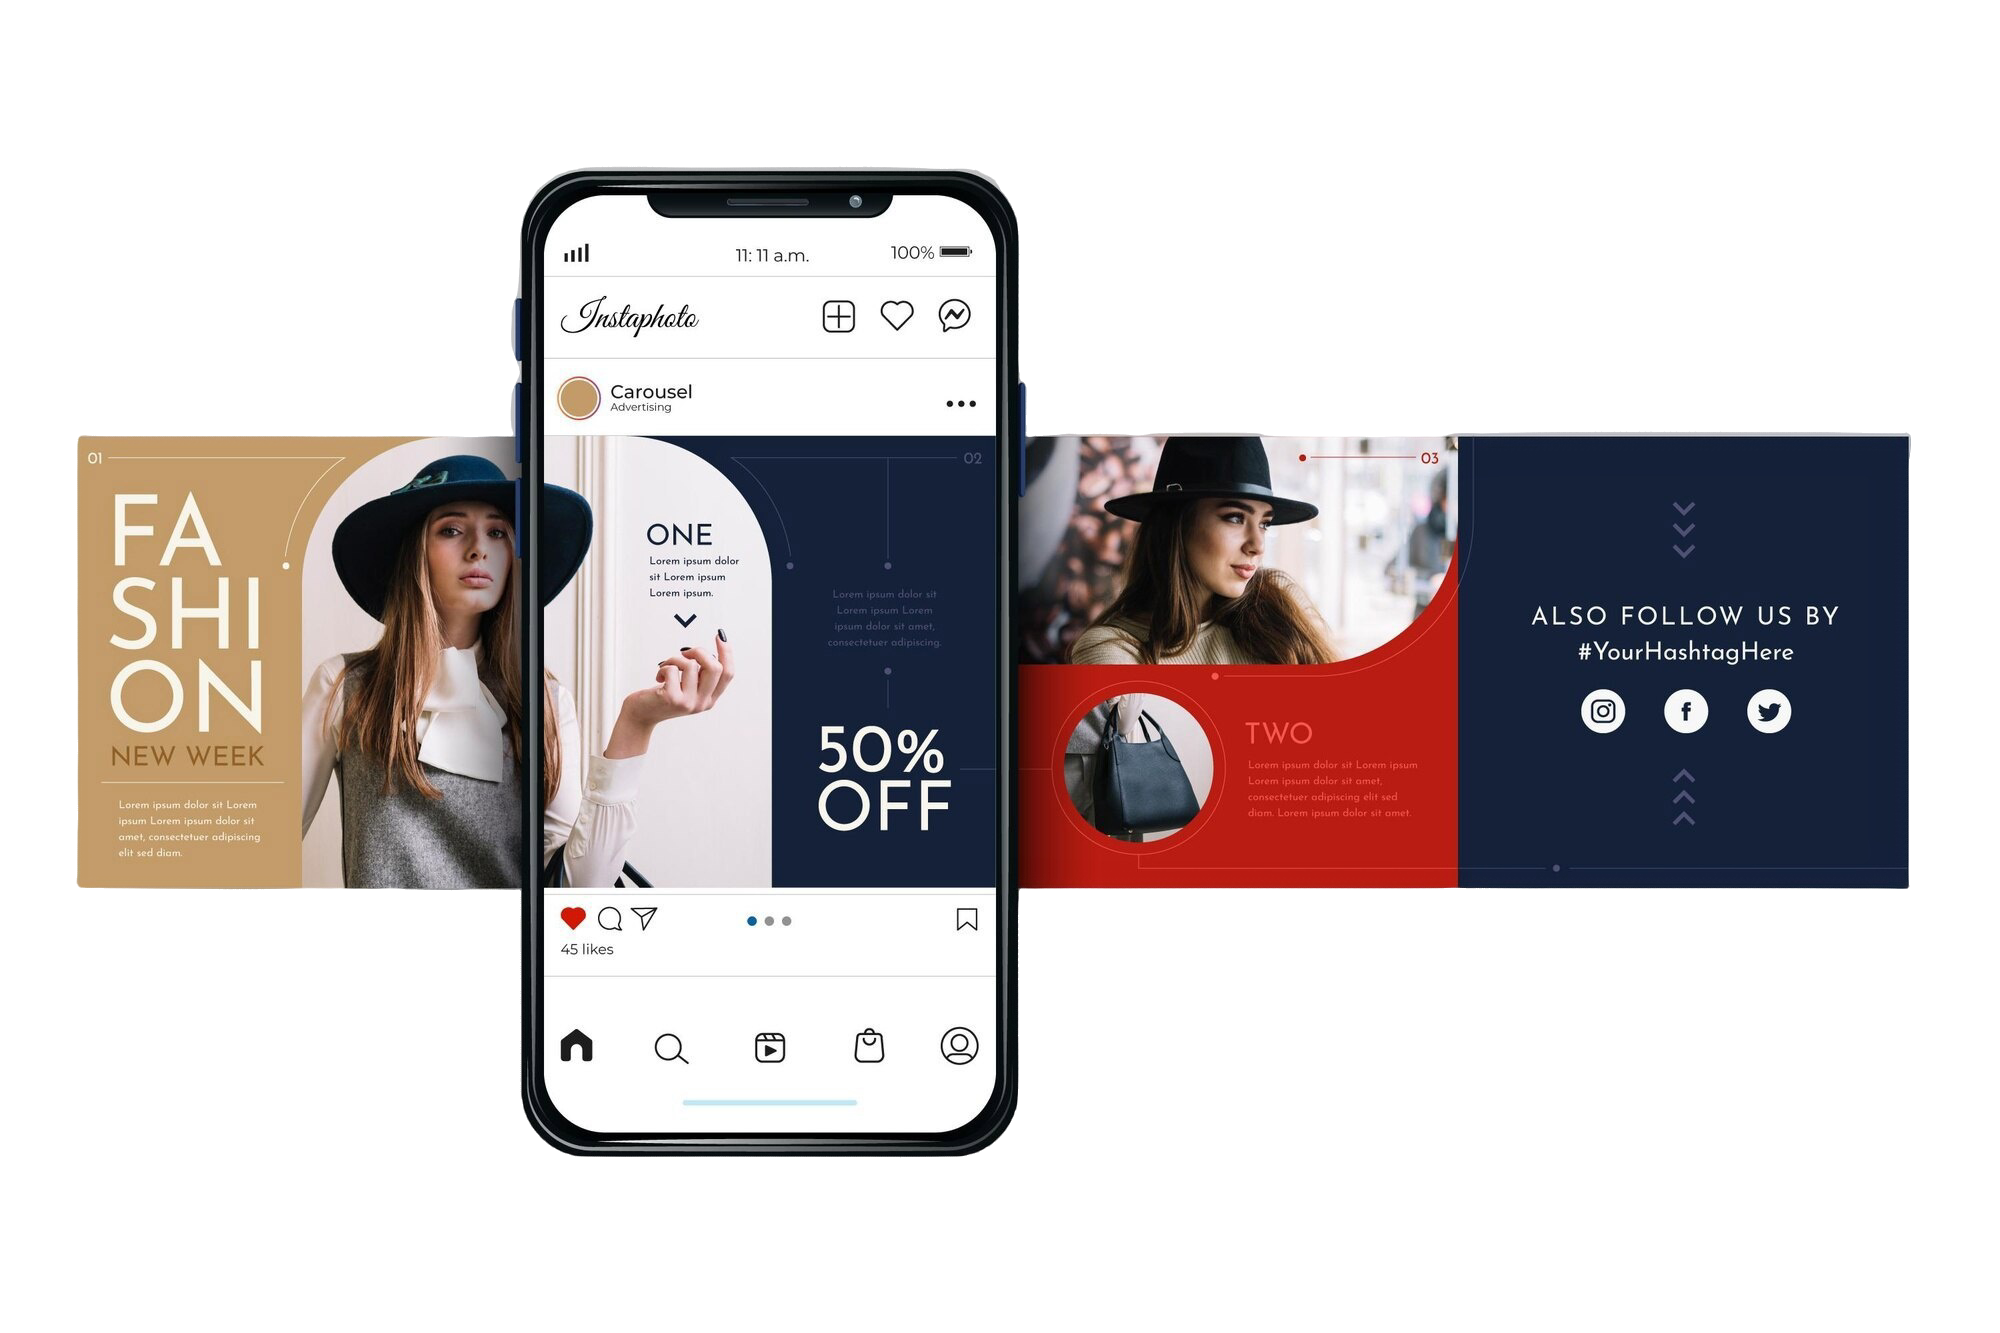 11:11 a.m.
100%
Instaphoto
Carousel
Advertising
01
FA
SHI
ON
NEW WEEK
Lorem ipsum dolor sit Lorem
ipsum Lorem ipsum dolor sit
amet, consectetuer adipiscing
elit sed diam.
ONE
Lorem ipsum dolor
sit Lorem ipsum
Lorem ipsum.
02
Lorem ipsum dolor sit
Lorem ipsum Lorem
ipsum dolor sit amet,
consectetuer adipiscing.
50%
OFF
03
TWO
Lorem ipsum dolor sit Lorem ipsum
Lorem ipsum dolor sit amet,
consectetuer adipiscing elit sed
diam. Lorem ipsum dolor sit amet.
ALSO FOLLOW US BY
#YourHashtagHere
45 likes